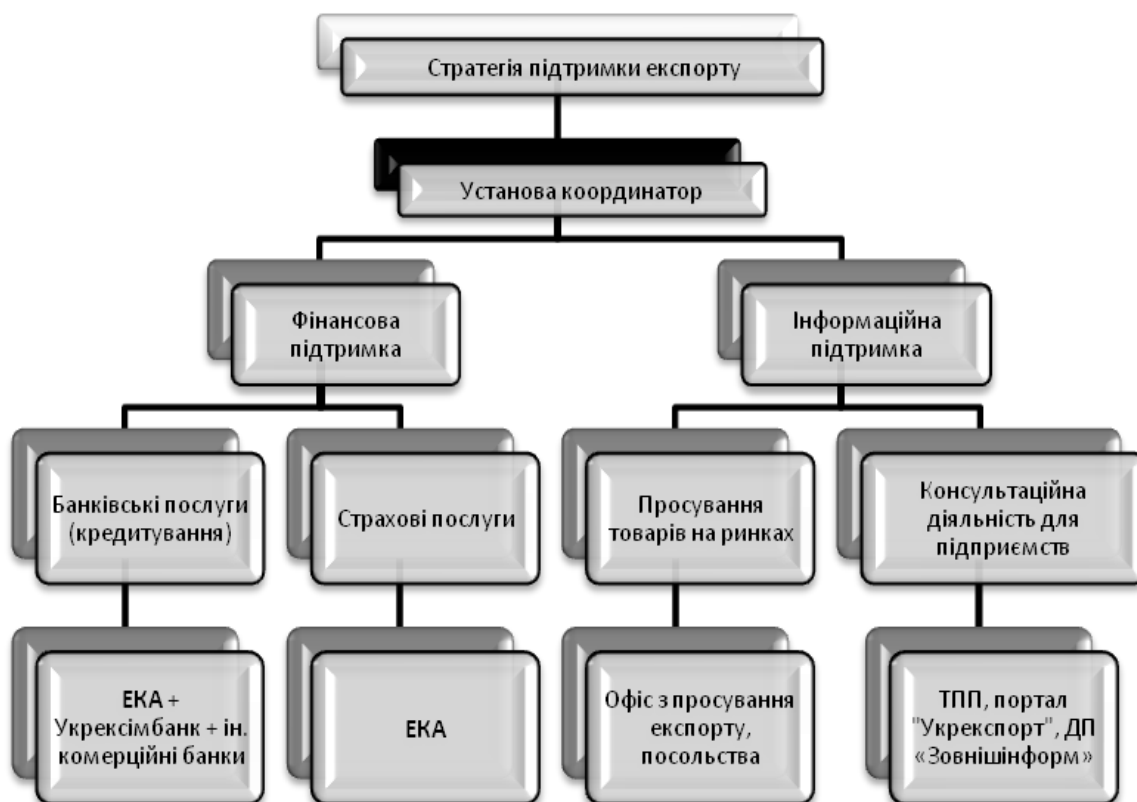 Стратегія підтримки експорту
Установа координатор
Фінансова
підтримка
Інформаційна
підтримка
Банківські послуги
(кредитування)
Страхові послуги
Просування
товарів на ринках
Консультаційна
діяльність для
підприємств
ЕКА +
Укрексімбанк + ін.
комерційні банки
ЕКА
Офіс з просування
експорту,
посольства
ТПП, портал
"Укрекспорт", ДП
«Зовнішінформ»